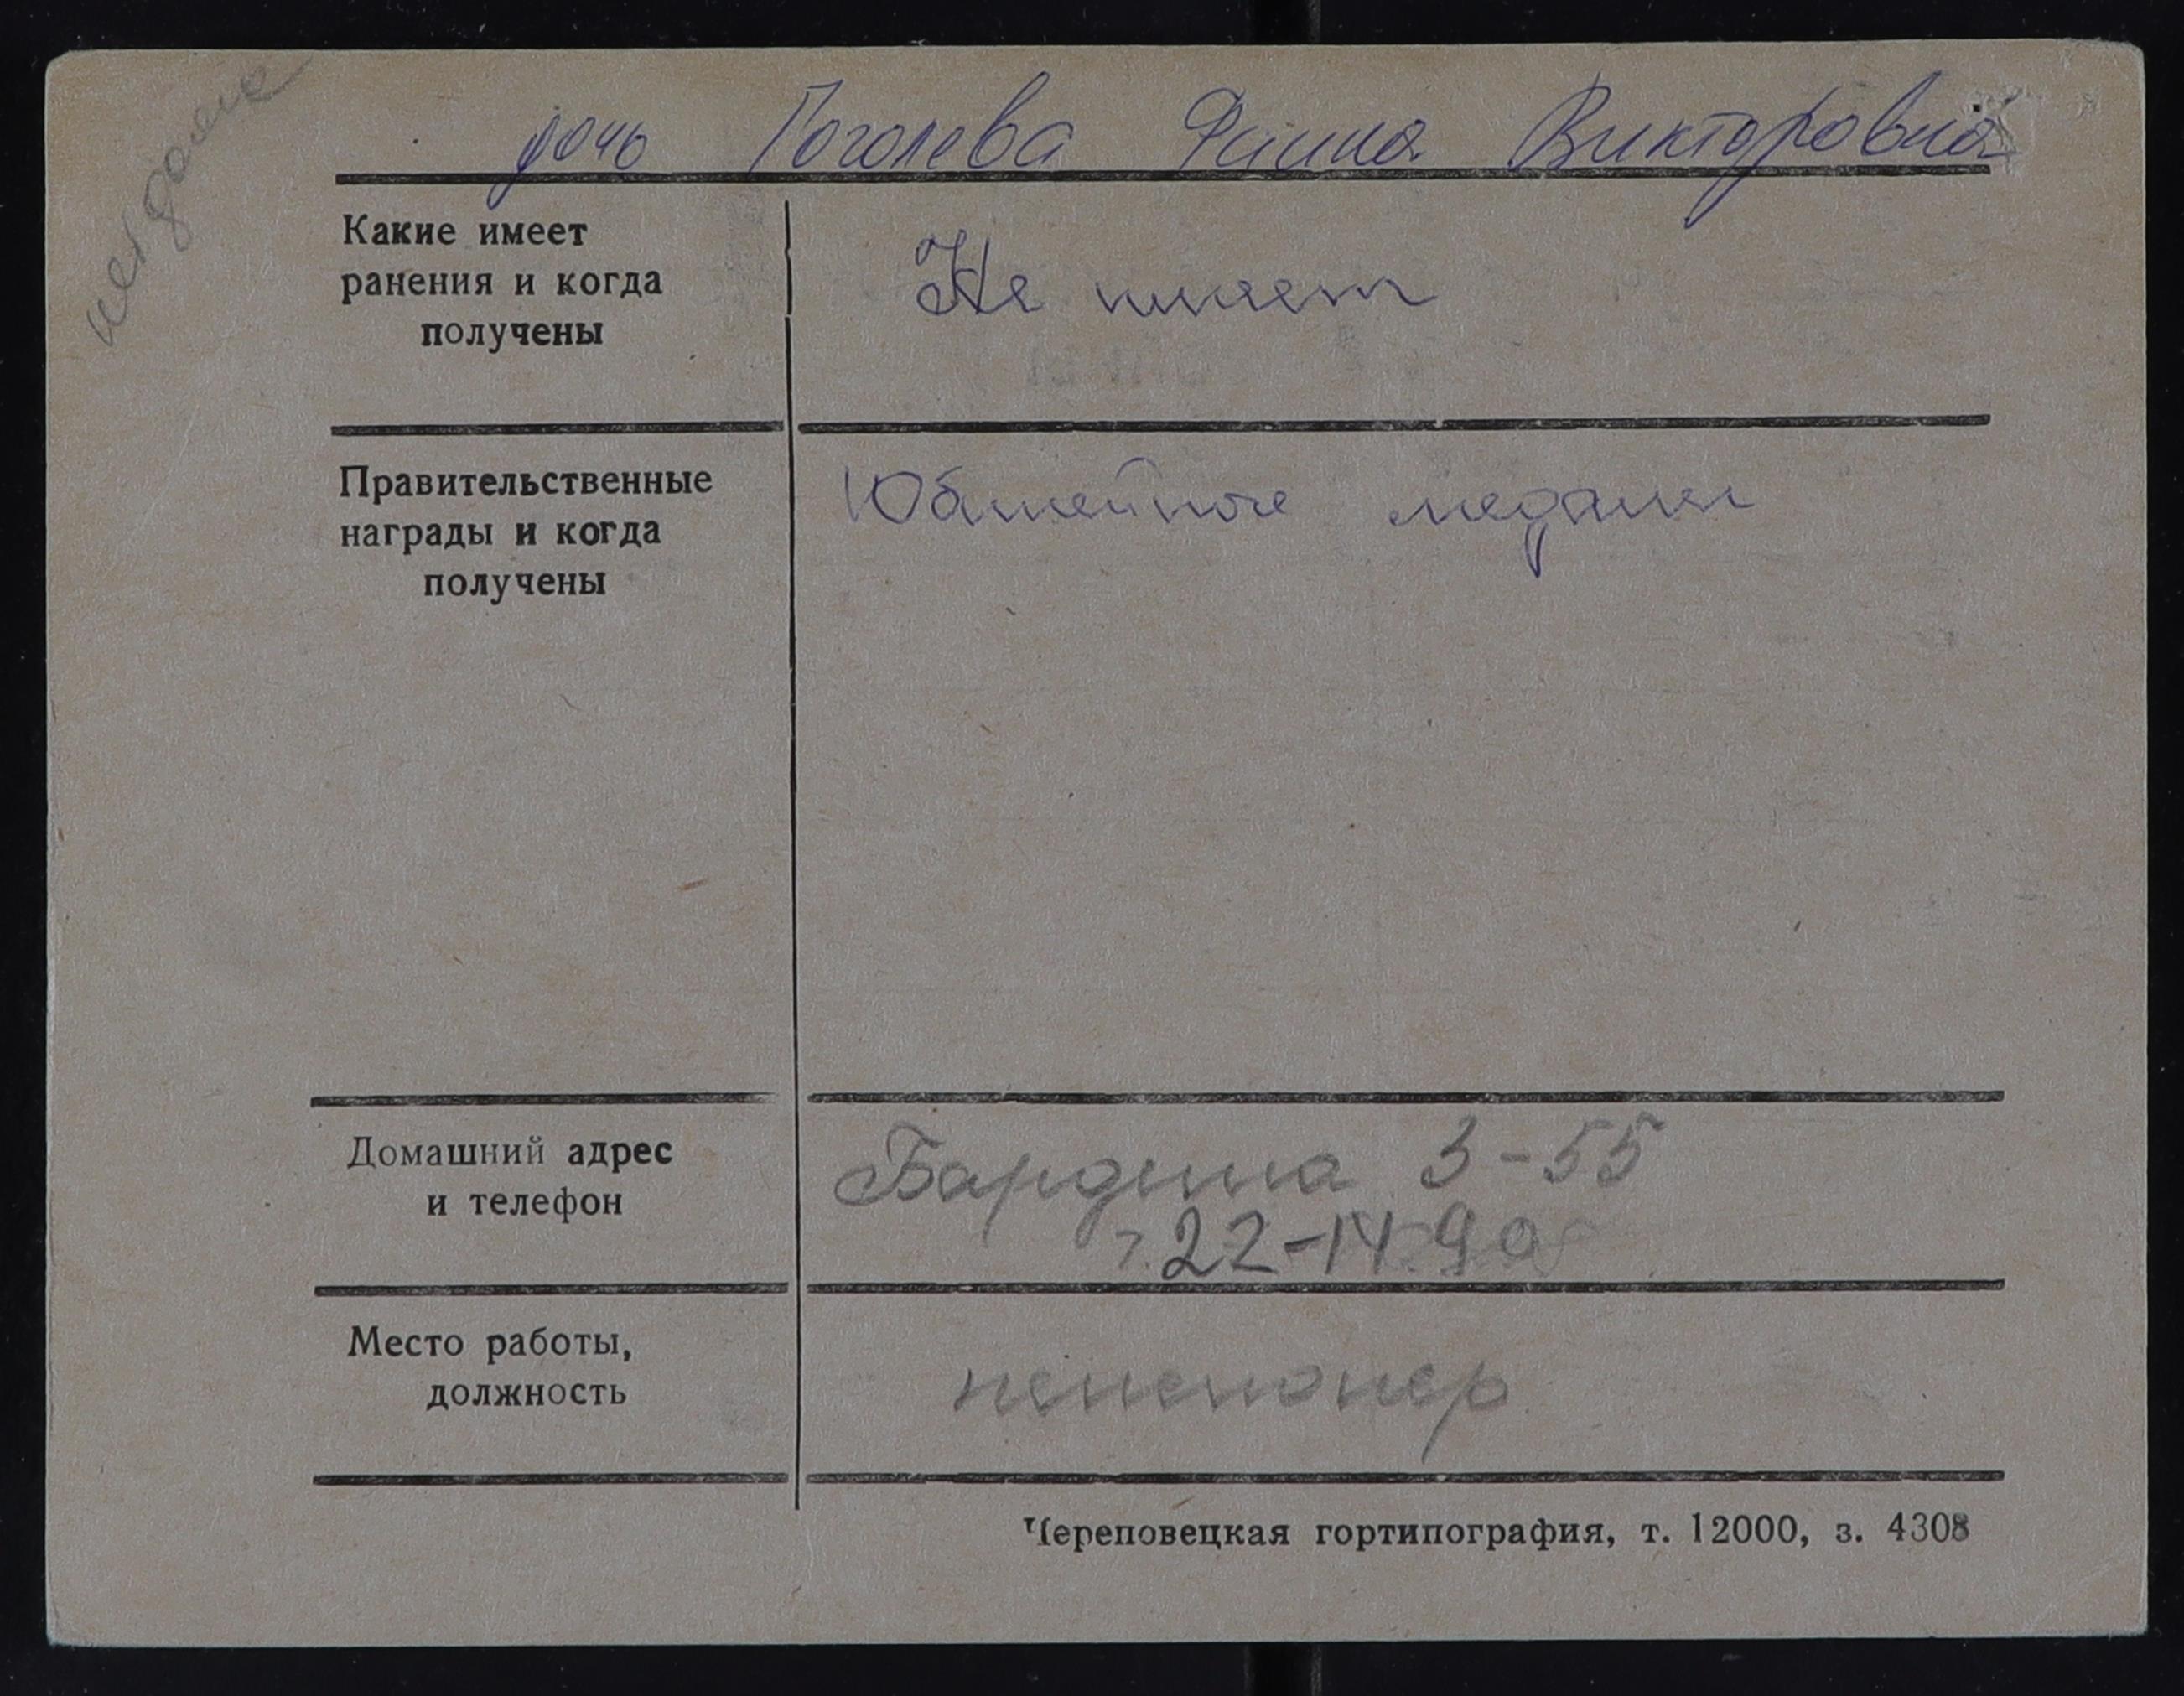 дочь Гоголева Фаина Викторовна
Какие имеет
ранения и когда
получены
Не имеет
Правительственные
награды и когда
получены
Юбилейные медали
Домашний адрес
и телефон
Бардина 3-55
т. 22-14 90
Место работы,
должность
пенсионер
Череповецкая гортипография, т. 12000, з. 4308